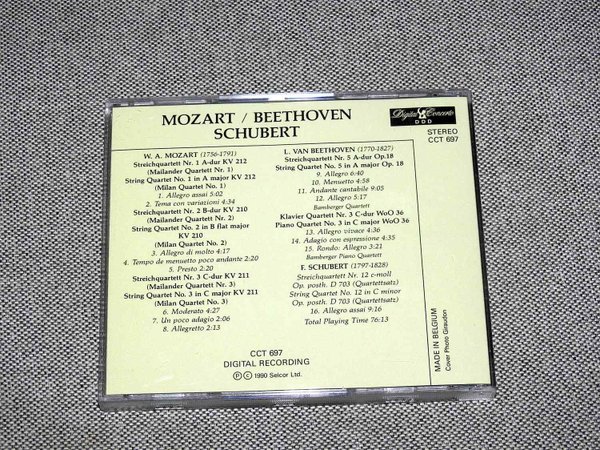 MOZART / BEETHOVEN
SCHUBERT
Digital Concerto
DDD
STEREO
CCT 697
W. A. MOZART (1756-1791)
Streichquartett Nr. 1 A-dur KV 212
(Mailander Quartett Nr. 1)
String Quartet No. 1 in A major KV 212
(Milan Quartet No. 1)
1. Allegro assai 5:02
2. Tema con variazioni 4:34
Streichquartett Nr. 2 B-dur KV 210
(Mailander Quartett Nr. 2)
String Quartet No. 2 in B flat major
KV 210
(Milan Quartet No. 2)
3. Allegro di molto 4:17
4. Tempo de menuetto poco andante 2:20
5. Presto 2:20
Streichquartett Nr. 3 C-dur KV 211
(Mailander Quartett Nr. 3)
String Quartet No. 3 in C major KV 211
(Milan Quartet No. 3)
6. Moderato 4:27
7. Un poco adagio 2:06
8. Allegretto 2:13
L. VAN BEETHOVEN (1770-1827)
Streichquartett Nr. 5 A-dur Op.18
String Quartet No. 5 in A major Op. 18
9. Allegro 6:40
10. Menuetto 4:58
11. Andante cantabile 9:05
12. Allegro 5:17
Bamberger Quartett
Klavier Quartett Nr. 3 C-dur WoO 36
Piano Quartet No. 3 in C major WoO 36
13. Allegro vivace 4:36
14. Adagio con espressione 4:35
15. Rondo: Allegro 3:21
Bamberger Piano Quartett
F. SCHUBERT (1797-1828)
Streichquartett Nr. 12 c-moll
Op. posth. D 703 (Quartettsatz)
String Quartet No. 12 in C minor
Op. posth. D 703 (Quartettsatz)
16. Allegro assai 9:16
Total Playing Time 76:13
MADE IN BELGIUM
Cover Photo Giraudon
CCT 697
DIGITAL RECORDING
Ⓟ © 1990 Selcor Ltd.